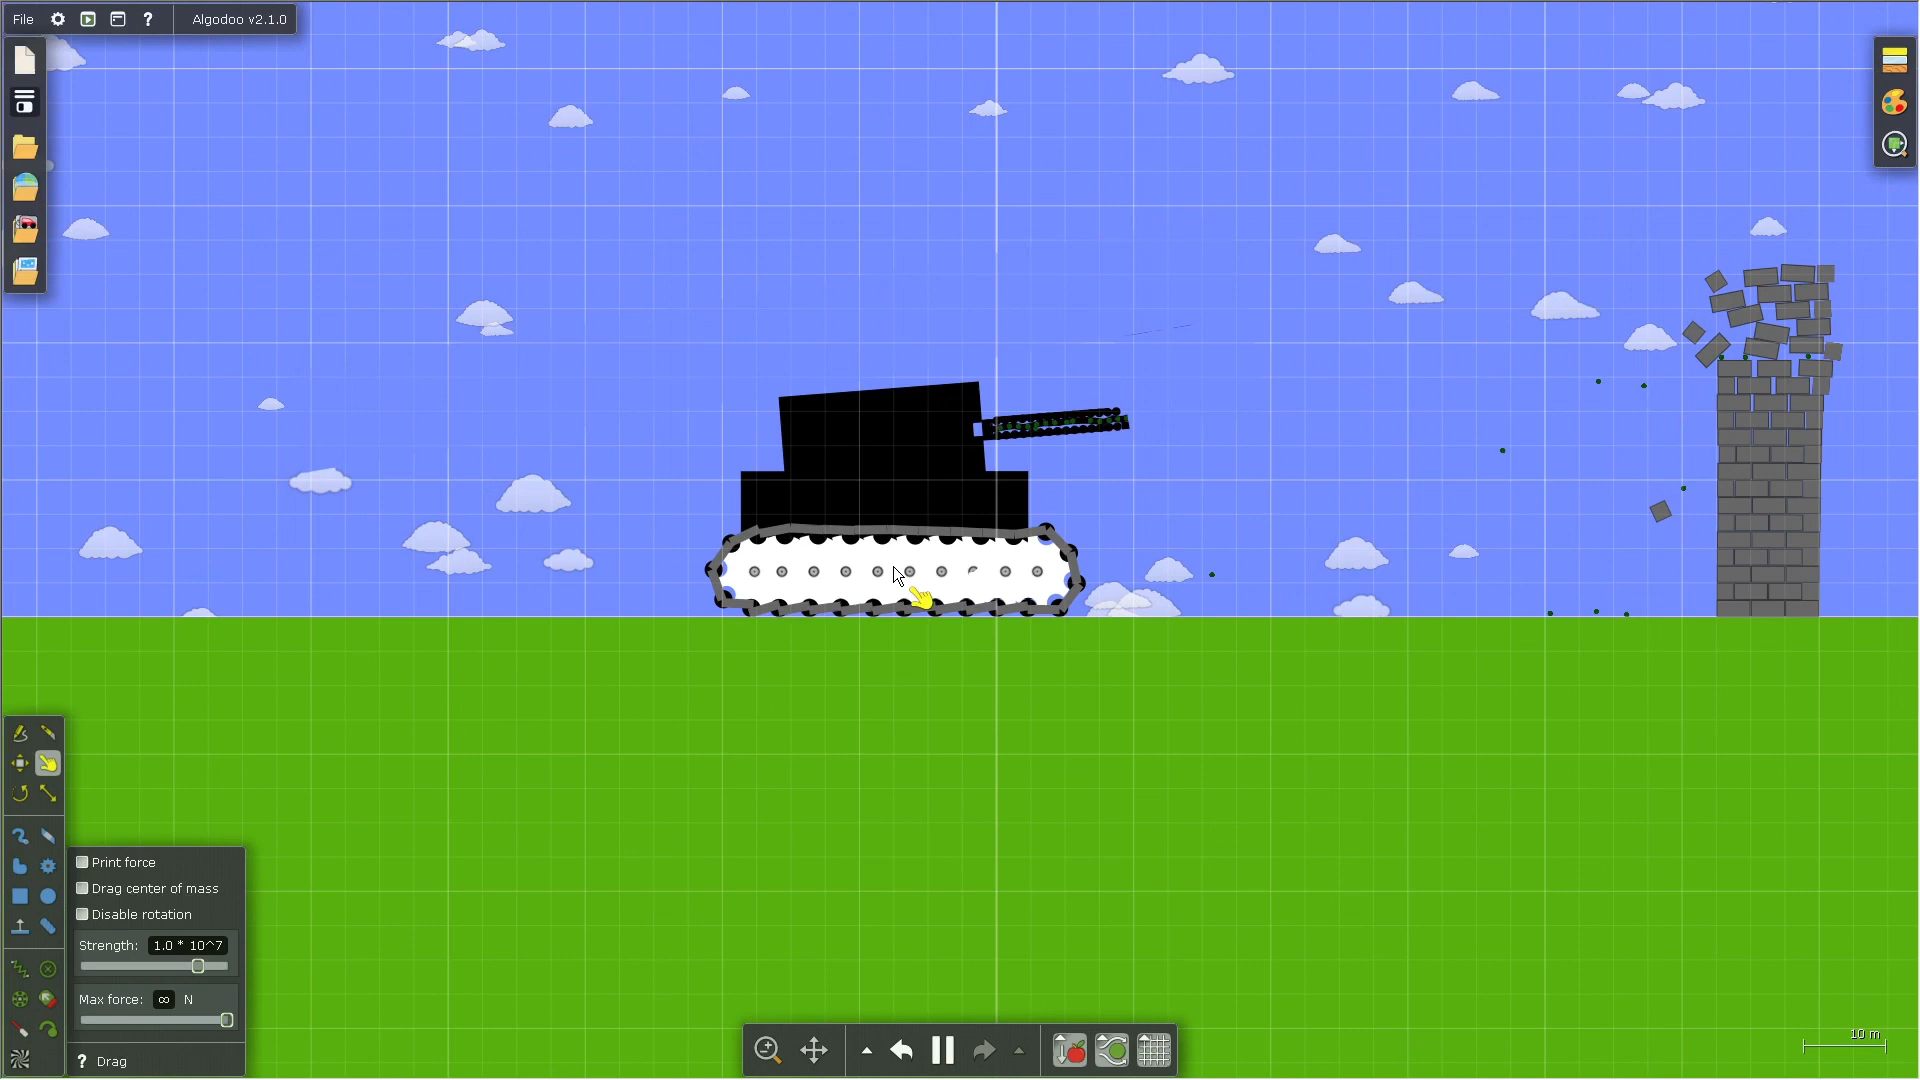 File ? Algodoo v2.1.0
Print force
Drag center of mass
Disable rotation
Strength: 1.0 * 10^7
Max force: ∞ N
? Drag
10 m